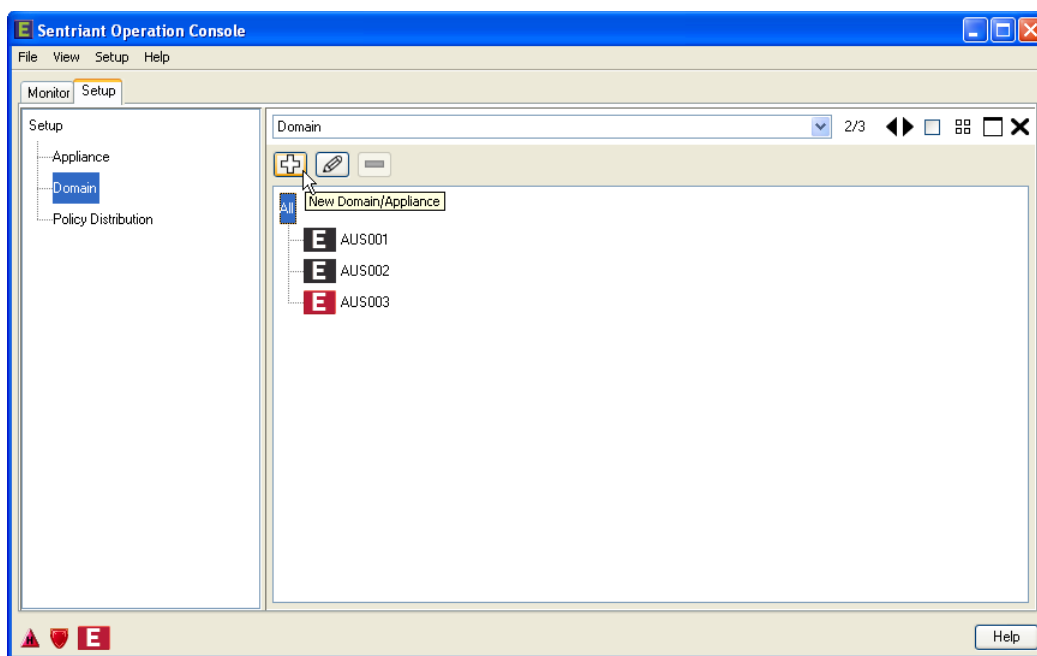 E Sentriant Operation Console
File View Setup Help
Monitor Setup
Setup
Appliance
Domain
Policy Distribution
Domain 2/3
New Domain/Appliance
All
E AUS001
E AUS002
E AUS003
H E Help